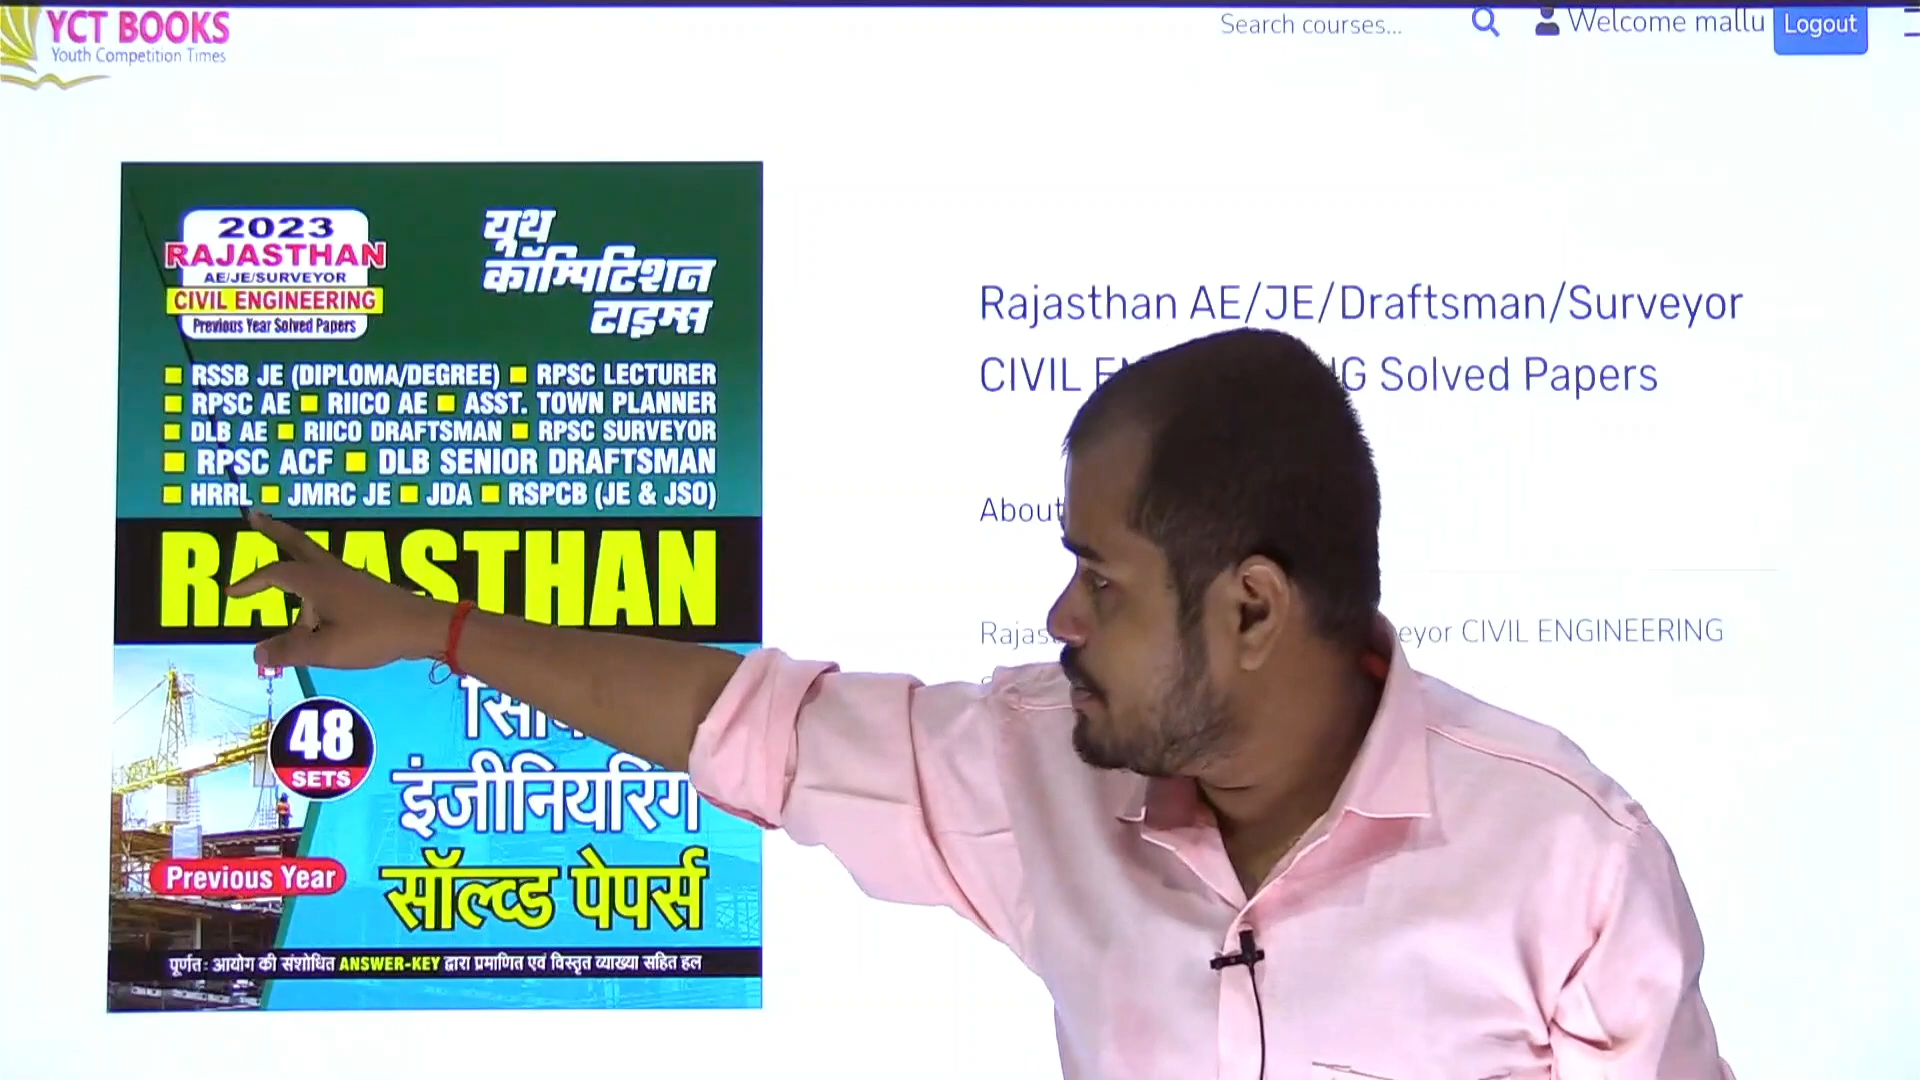 YCT BOOKS
Youth Competition Times
Search courses...
Welcome mallu
Logout
2023
RAJASTHAN
AE/JE/SURVEYOR
CIVIL ENGINEERING
Previous Year Solved Papers
यूथ
कॉम्पिटिशन
टाइम्स
RSSB JE (DIPLOMA/DEGREE) RPSC LECTURER
RPSC AE RIICO AE ASST. TOWN PLANNER
DLB AE RIICO DRAFTSMAN RPSC SURVEYOR
RPSC ACF DLB SENIOR DRAFTSMAN
HRRL JMRC JE JDA RSPCB (JE & JSO)
RAJASTHAN
48
SETS
इंजीनियरिंग
Previous Year
सॉल्व्ड पेपर्स
पूर्णत: आयोग की संशोधित ANSWER-KEY द्वारा प्रमाणित एवं विस्तृत व्याख्या सहित हल
Rajasthan AE/JE/Draftsman/Surveyor
CIVIL Solved Papers
About
CIVIL ENGINEERING